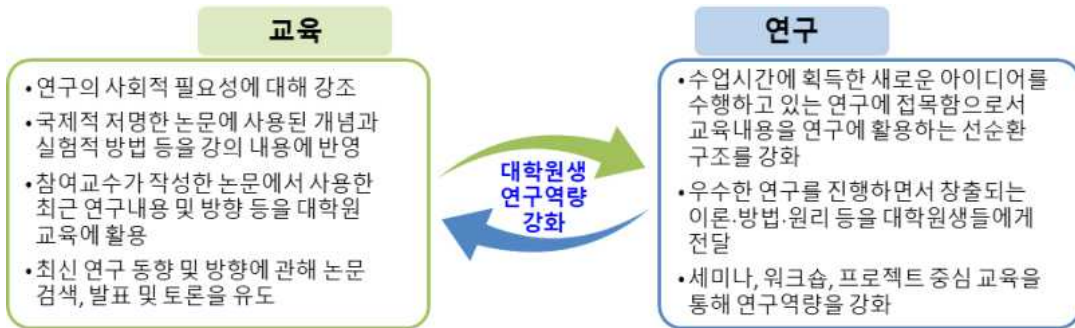 교육
•연구의 사회적 필요성에 대해 강조
•국제적 저명한 논문에 사용된 개념과
실험적 방법 등을 강의 내용에 반영
•참여교수가 작성한 논문에서 사용한
최근 연구내용 및 방향 등을 대학원
교육에 활용
•최신 연구 동향 및 방향에 관해 논문
검색, 발표 및 토론을 유도
대학원생
연구역량
강화
연구
•수업시간에 획득한 새로운 아이디어를
수행하고 있는 연구에 접목함으로서
교육내용을 연구에 활용하는 선순환
구조를 강화
•우수한 연구를 진행하면서 창출되는
이론·방법·원리 등을 대학원생들에게
전달
•세미나, 워크숍, 프로젝트 중심 교육을
통해 연구역량을 강화